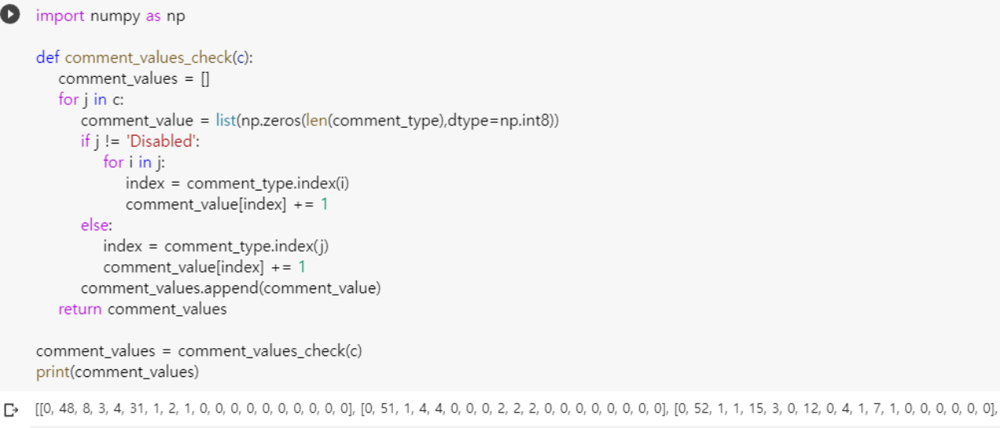 import numpy as np
def comment_values_check(c):
comment_values = []
for j in c:
comment_value = list(np.zeros(len(comment_type),dtype=np.int8))
if j != 'Disabled':
for i in j:
index = comment_type.index(i)
comment_value[index] += 1
else:
index = comment_type.index(j)
comment_value[index] += 1
comment_values.append(comment_value)
return comment_values
comment_values = comment_values_check(c)
print(comment_values)
[[0, 48, 8, 3, 4, 31, 1, 2, 1, 0, 0, 0, 0, 0, 0, 0, 0, 0, 0], [0, 51, 1, 4, 4, 0, 0, 0, 2, 2, 2, 0, 0, 0, 0, 0, 0, 0, 0], [0, 52, 1, 1, 15, 3, 0, 12, 0, 4, 1, 7, 1, 0, 0, 0, 0, 0, 0],